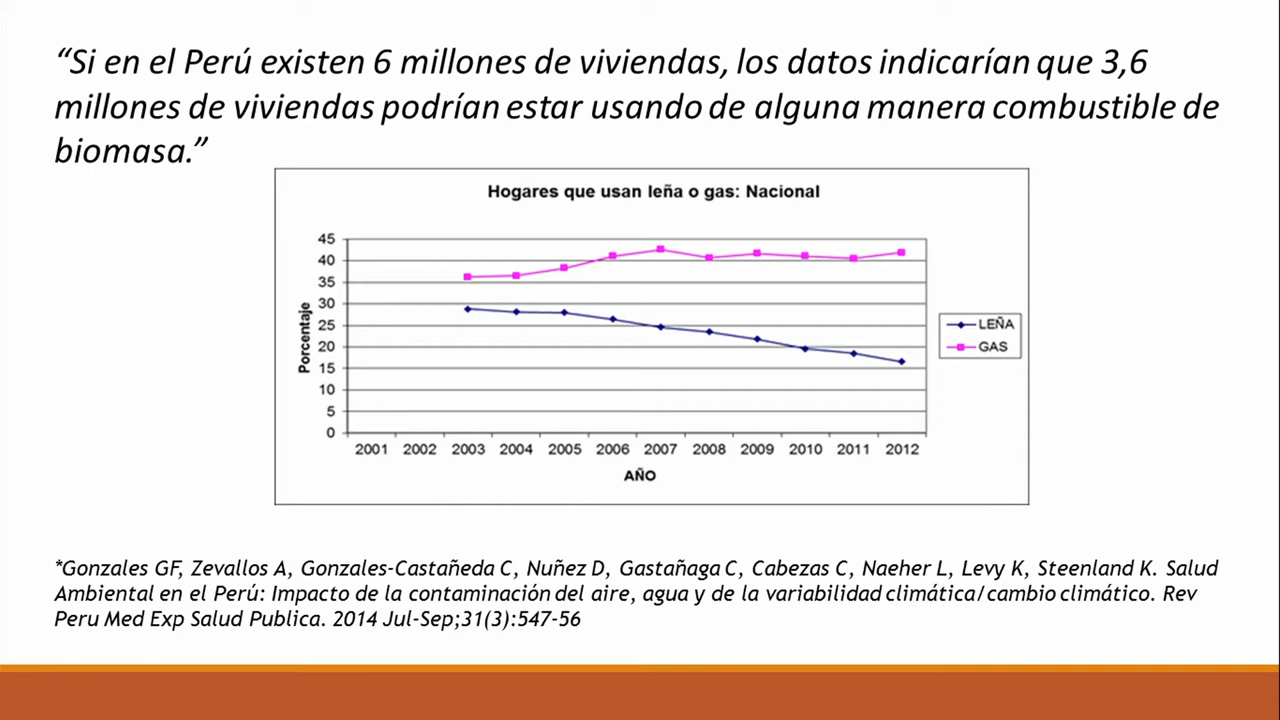 “Si en el Perú existen 6 millones de viviendas, los datos indicarían que 3,6
millones de viviendas podrían estar usando de alguna manera combustible de
biomasa.”
Hogares que usan leña o gas: Nacional
Porcentaje
45
40
35
30
25
20
15
10
5
0
2001 2002 2003 2004 2005 2006 2007 2008 2009 2010 2011 2012
AÑO
LEÑA
GAS
*Gonzales GF, Zevallos A, Gonzales-Castañeda C, Nuñez D, Gastañaga C, Cabezas C, Naeher L, Levy K, Steenland K. Salud
Ambiental en el Perú: Impacto de la contaminación del aire, agua y de la variabilidad climática/cambio climático. Rev
Peru Med Exp Salud Publica. 2014 Jul-Sep;31(3):547-56